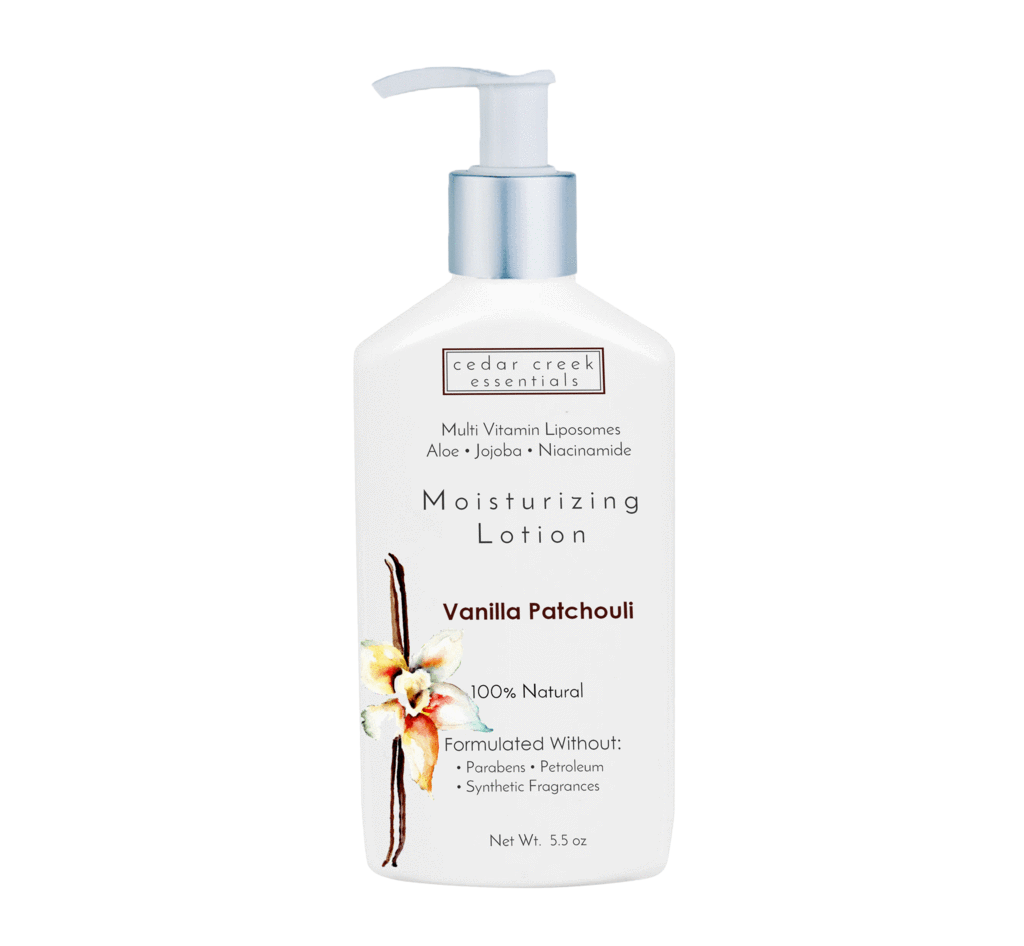 cedar creek
essentials
Multi Vitamin Liposomes
Aloe • Jojoba • Niacinamide
Moisturizing
Lotion
Vanilla Patchouli
100% Natural
Formulated Without:
• Parabens • Petroleum
• Synthetic Fragrances
Net Wt. 5.5 oz